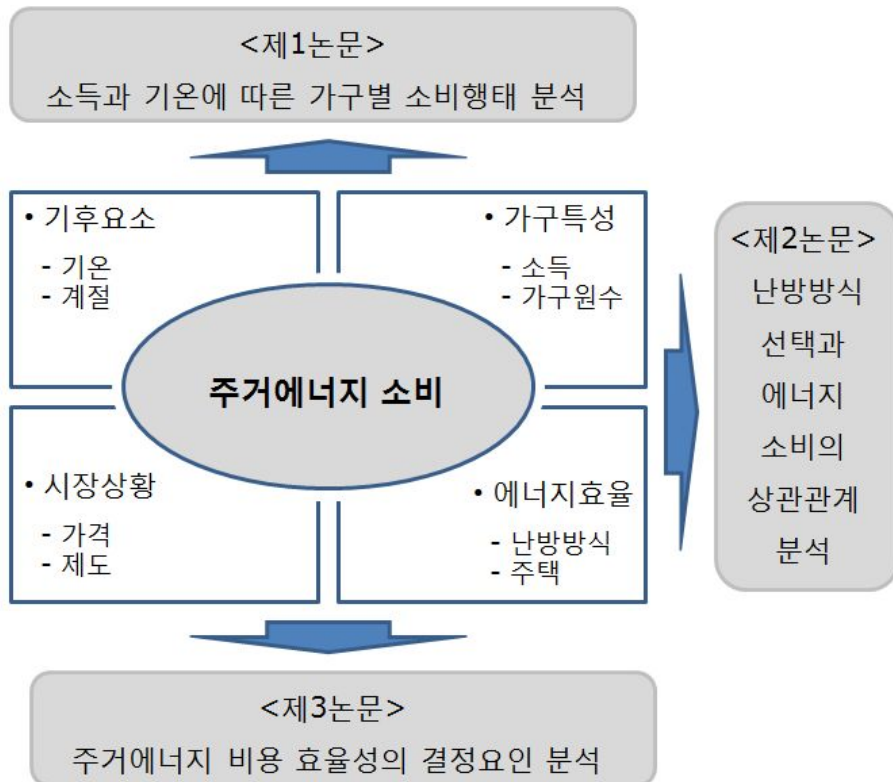 <제1논문>
소득과 기온에 따른 가구별 소비행태 분석
• 기후요소
- 기온
- 계절
• 가구특성
- 소득
- 가구원수
주거에너지 소비
• 시장상황
- 가격
- 제도
• 에너지효율
- 난방방식
- 주택
<제2논문>
난방방식
선택과
에너지
소비의
상관관계
분석
<제3논문>
주거에너지 비용 효율성의 결정요인 분석